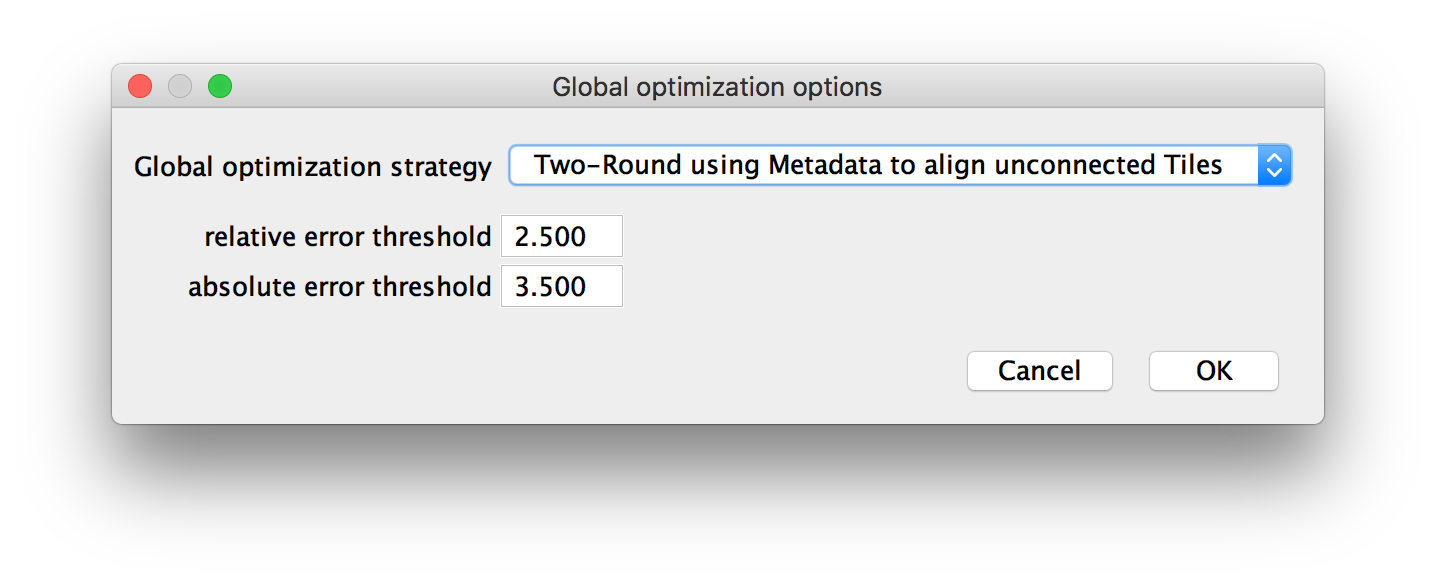 Global optimization options
Global optimization strategy Two-Round using Metadata to align unconnected Tiles
relative error threshold 2.500
absolute error threshold 3.500
Cancel OK